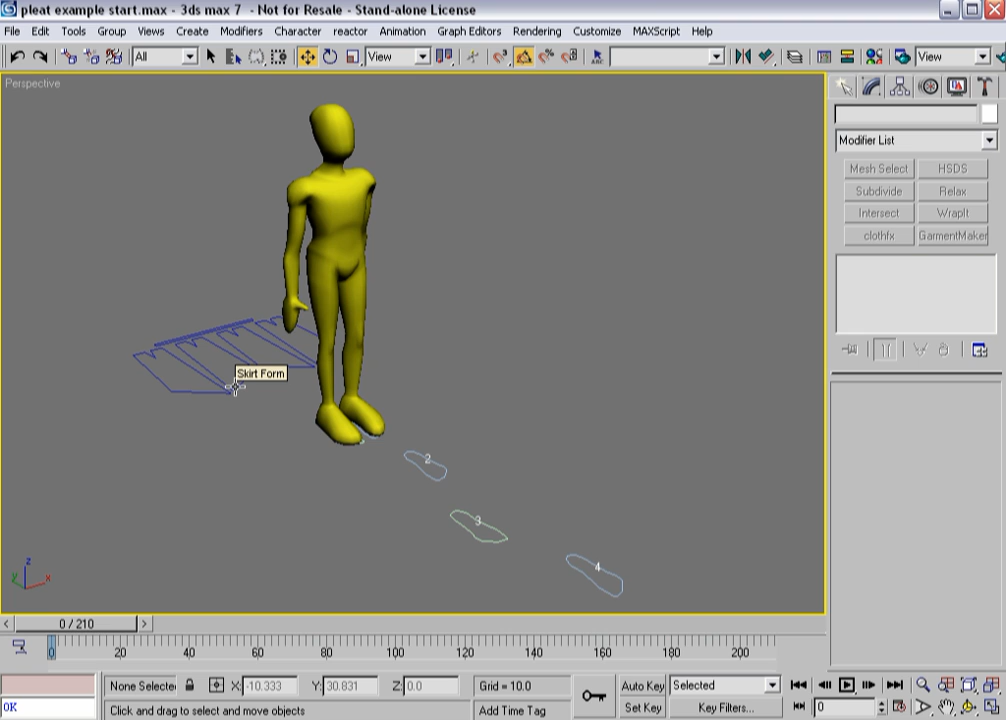 pleat example start.max - 3ds max 7 - Not for Resale - Stand-alone License
File Edit Tools Group Views Create Modifiers Character reactor Animation Graph Editors Rendering Customize MAXScript Help
All View View
Perspective
Modifier List
Mesh Select HSDS
Subdivide Relax
Intersect WrapIt
clothfx GarmentMaker
Skirt Form
2
3
4
z
y x
< 0 / 210 >
0 20 40 60 80 100 120 140 160 180 200
None Selecte X: -10.333 Y: 30.831 Z: 0.0 Grid = 10.0 Auto Key Selected
OK Click and drag to select and move objects Add Time Tag Set Key Key Filters... 0